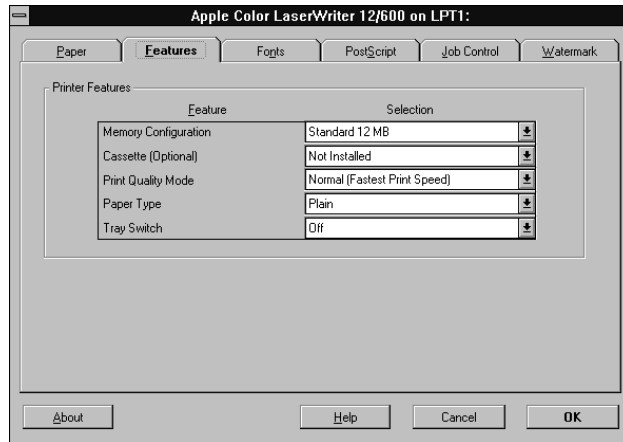 Apple Color LaserWriter 12/600 on LPT1:
Paper Features Fonts PostScript Job Control Watermark
Printer Features
Feature Selection
Memory Configuration Standard 12 MB
Cassette (Optional) Not Installed
Print Quality Mode Normal (Fastest Print Speed)
Paper Type Plain
Tray Switch Off
About Help Cancel OK